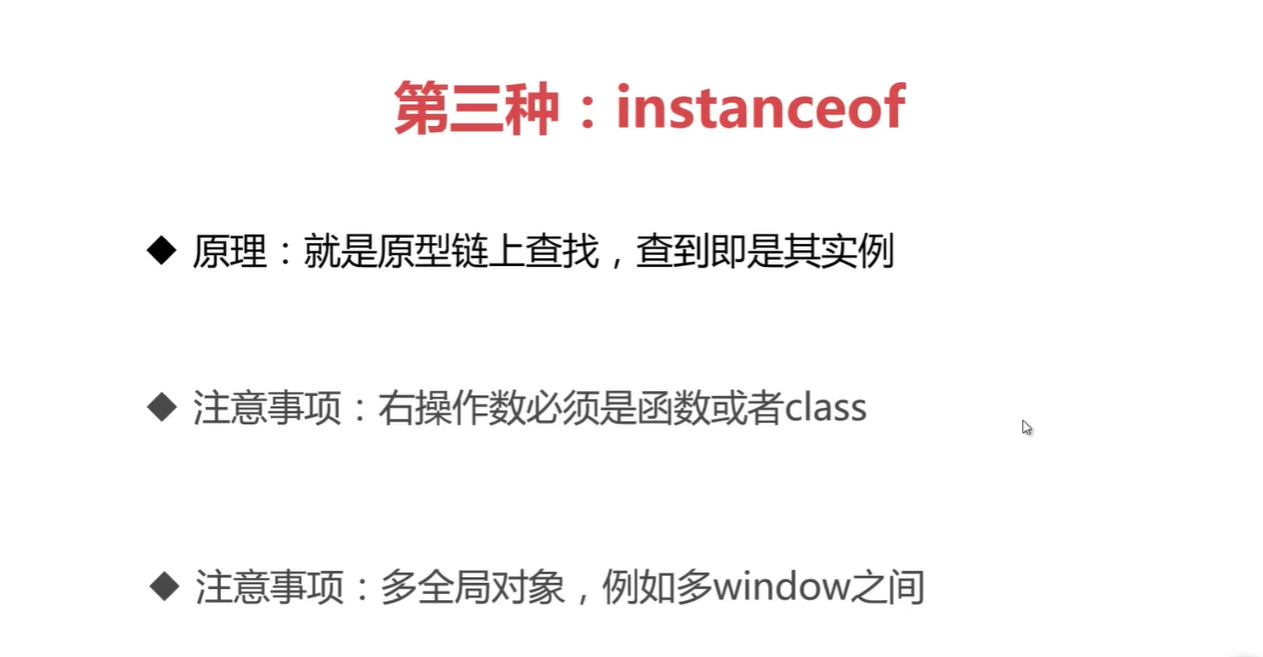 第三种：instanceof
原理：就是原型链上查找，查到即是其实例
注意事项：右操作数必须是函数或者class
注意事项：多全局对象，例如多window之间